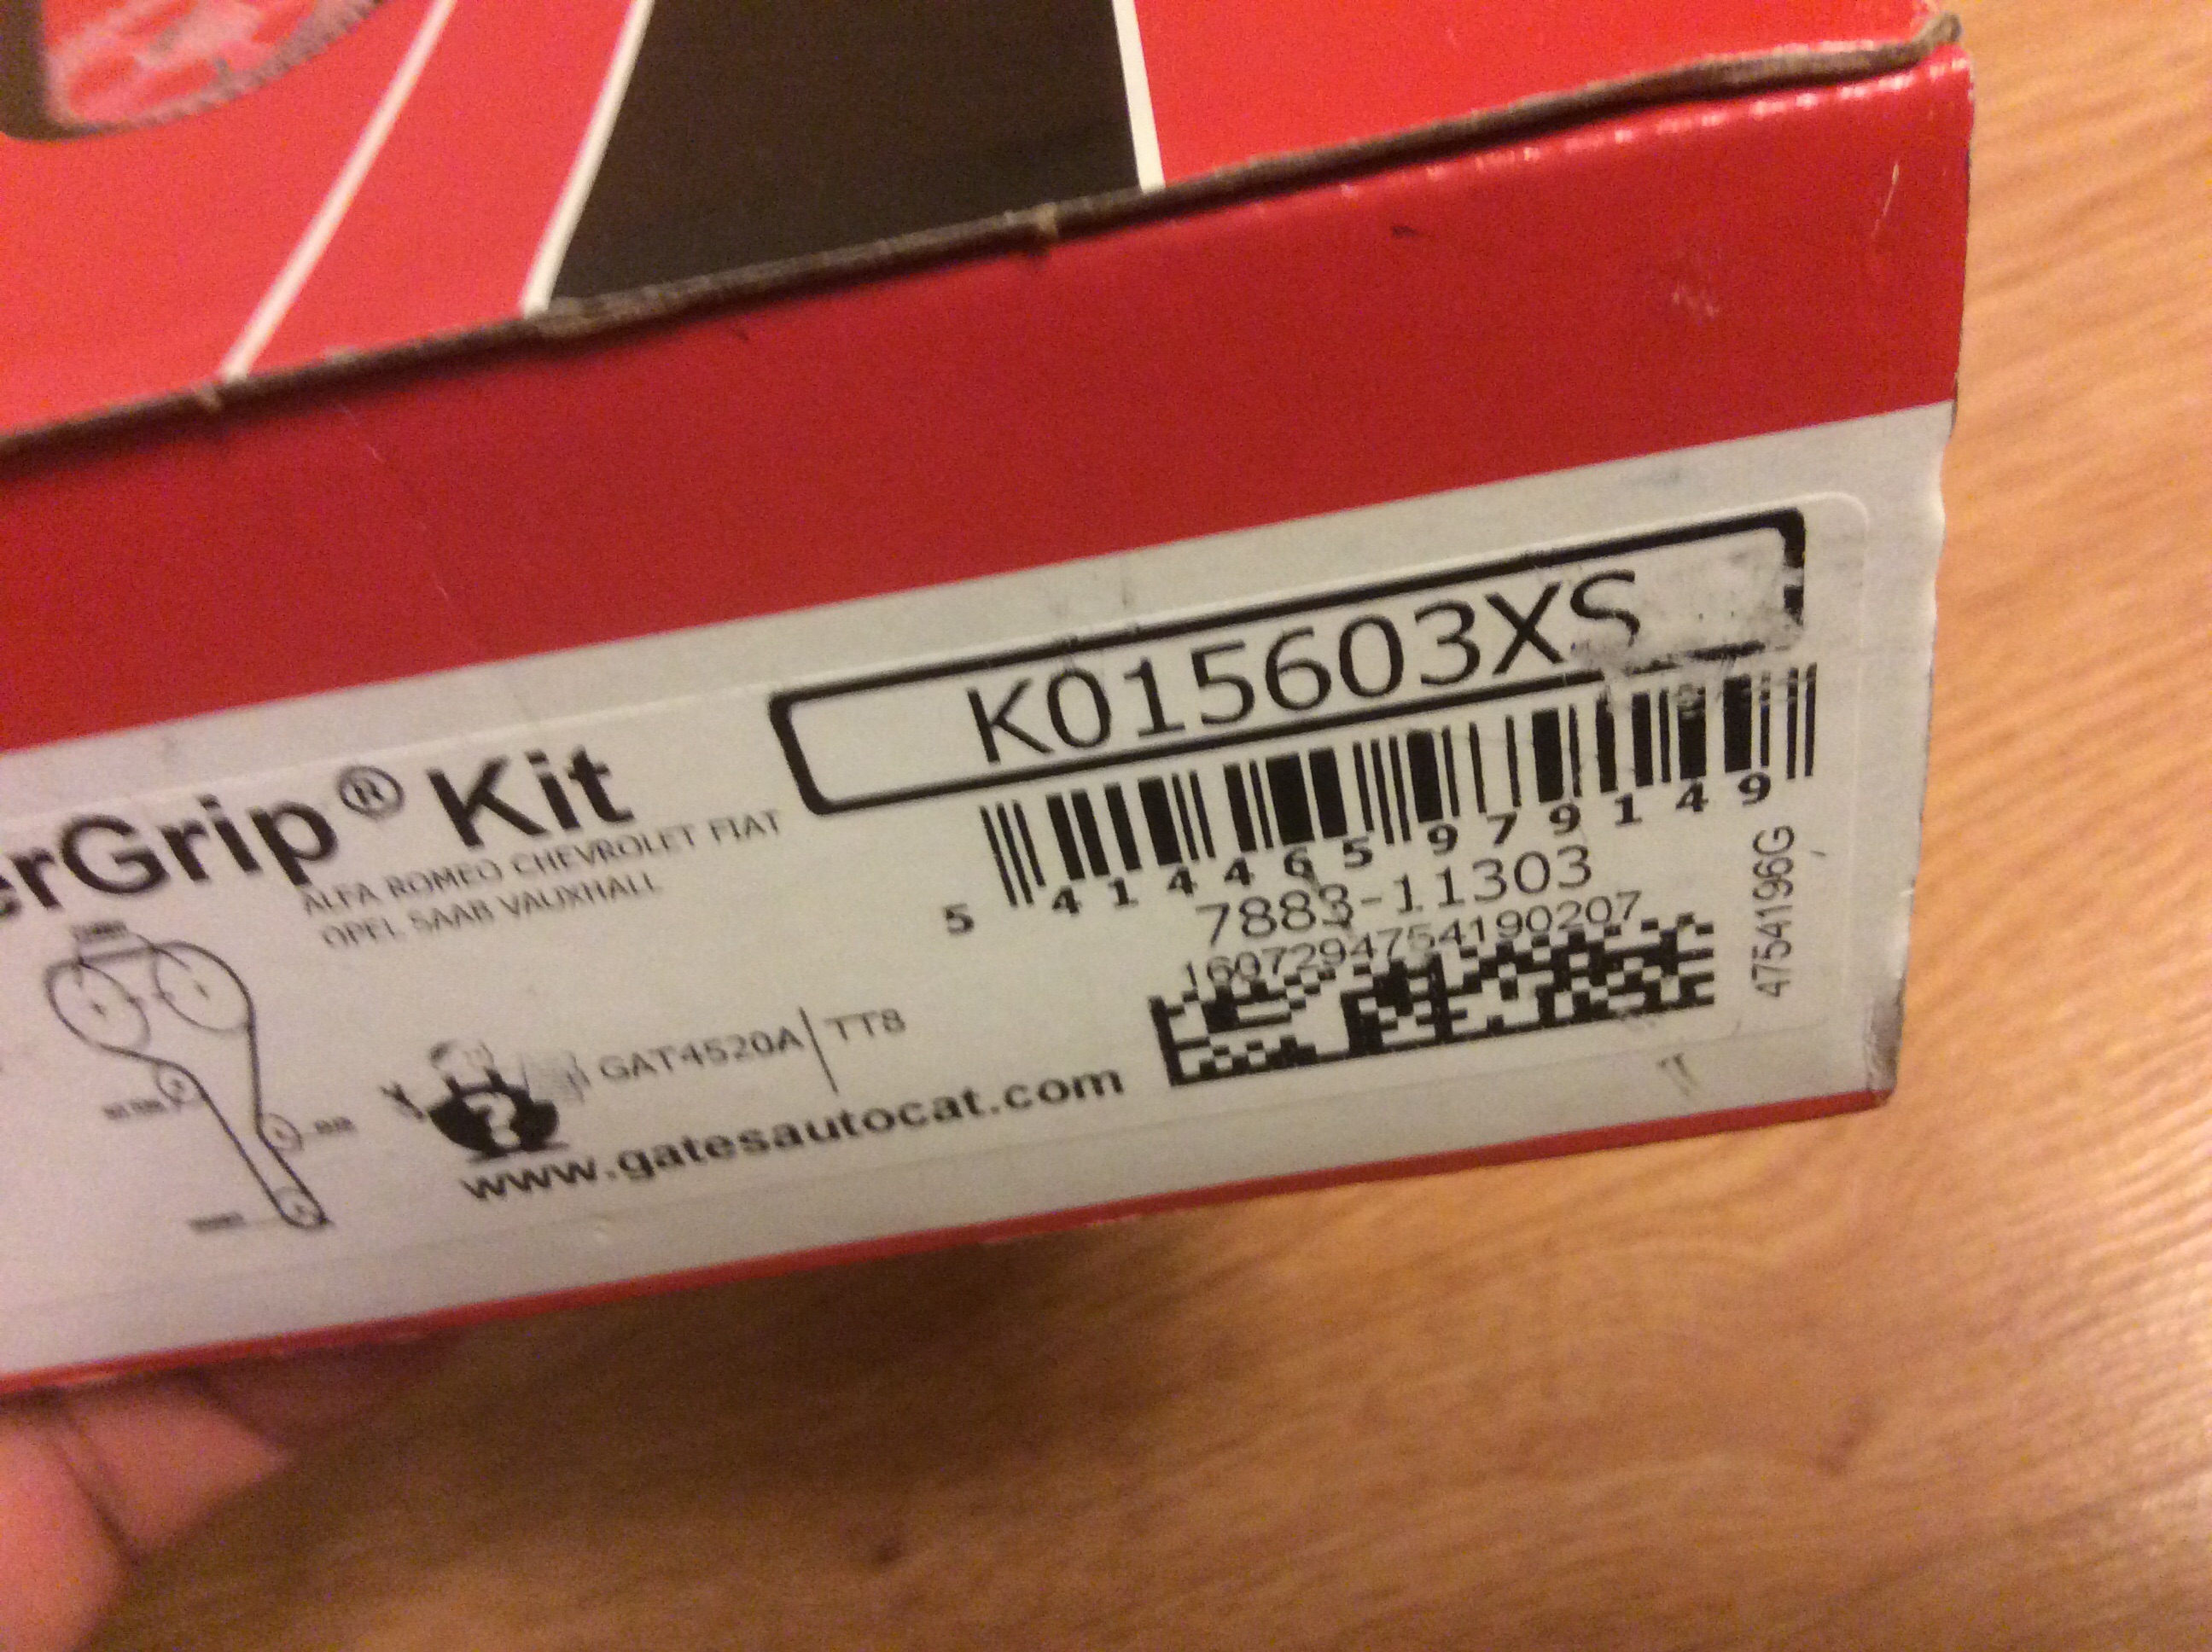 K015603XS
erGrip® Kit
ALFA ROMEO CHEVROLET FIAT
OPEL SAAB VAUXHALL
5 414465 979149
7883-11303
1607294754190207
4754196G
GAT4520A TT8
www.gatesautocat.com